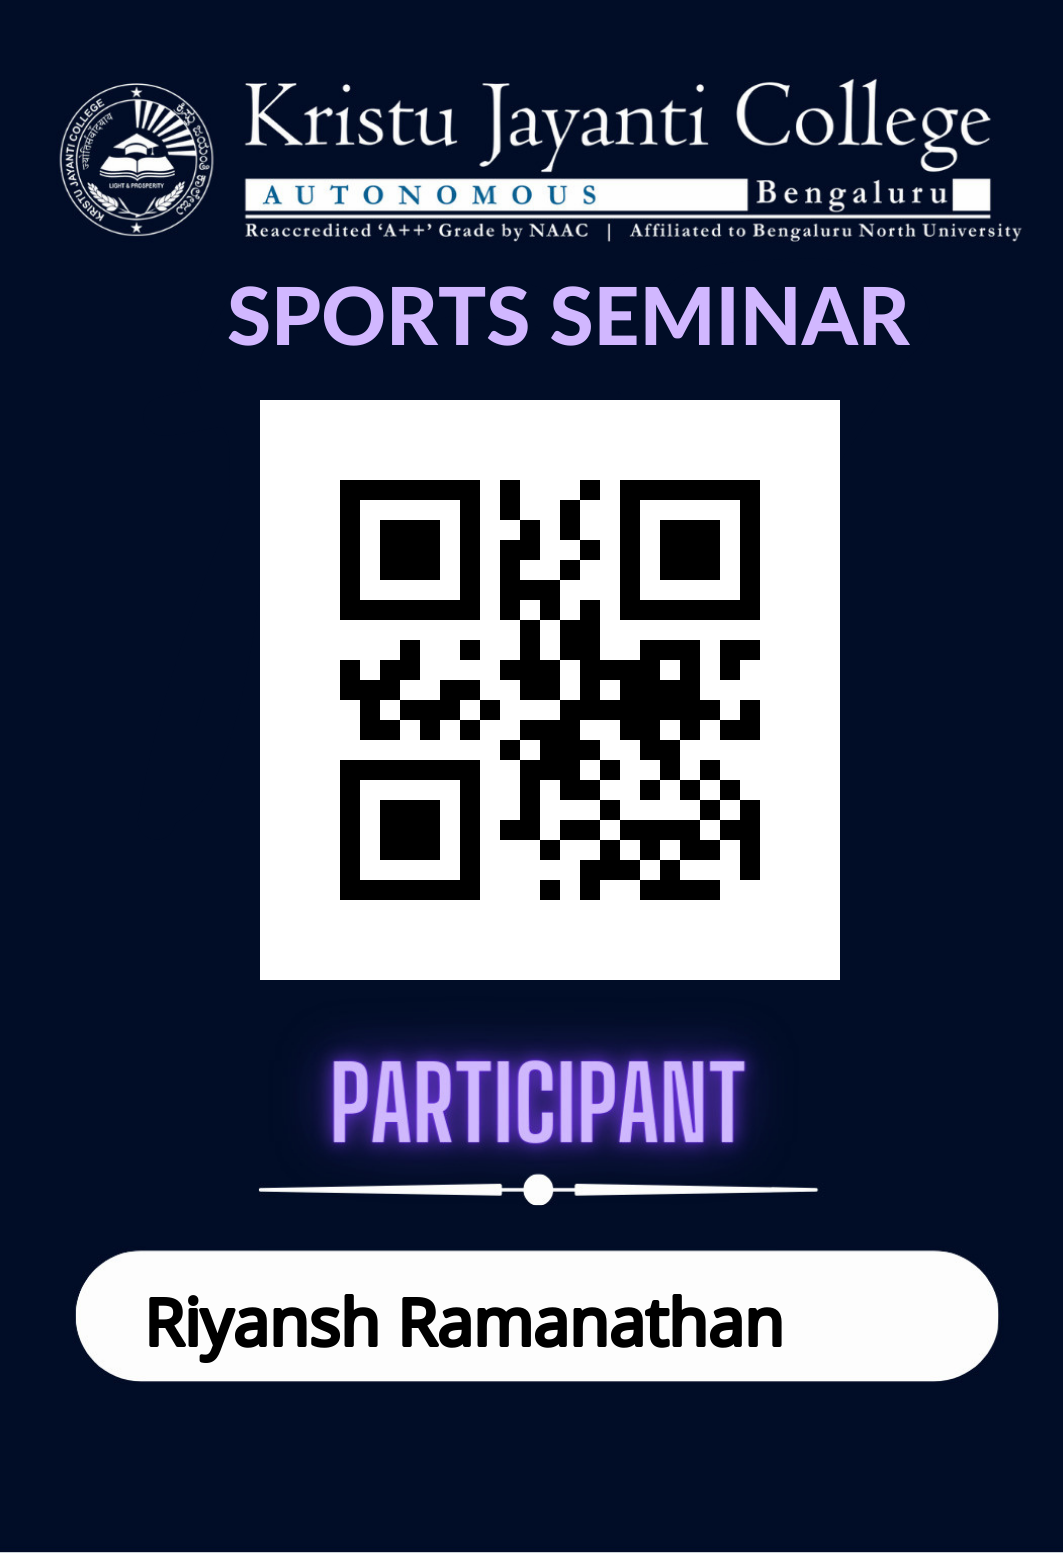 KRISTU JAYANTI COLLEGE
LIGHT & PROSPERITY
Kristu Jayanti College
AUTONOMOUS Bengaluru
Reaccredited ‘A++’ Grade by NAAC | Affiliated to Bengaluru North University
SPORTS SEMINAR
PARTICIPANT
Riyansh Ramanathan